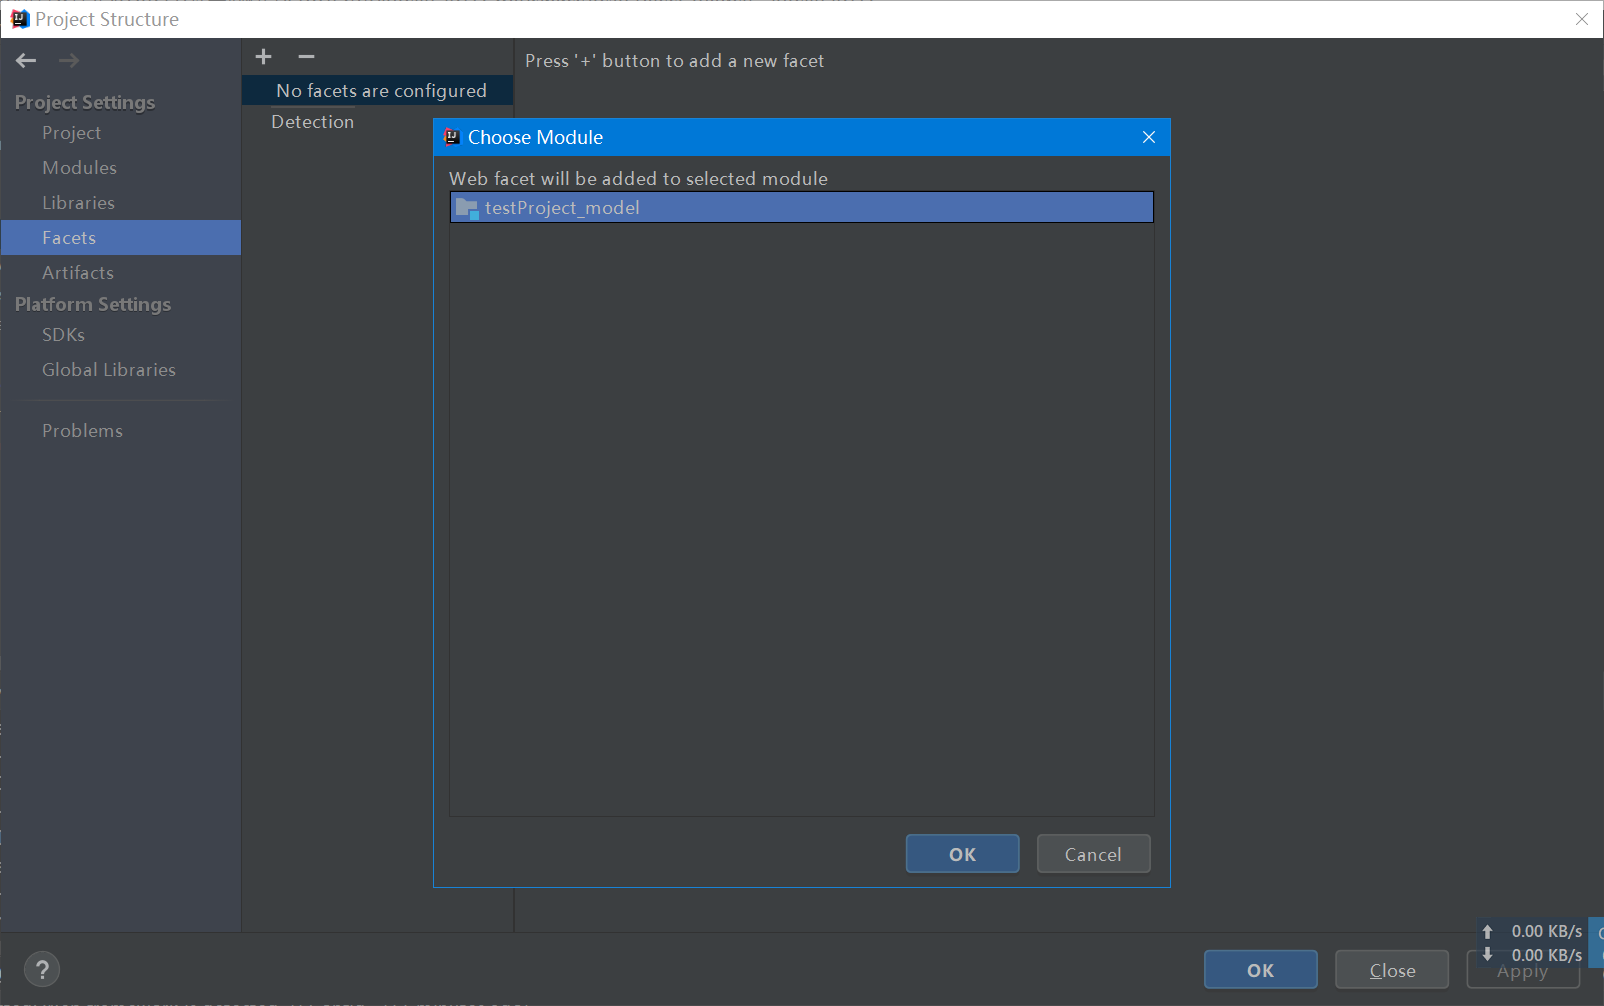 Project Structure
Project Settings
Project
Modules
Libraries
Facets
Artifacts
Platform Settings
SDKs
Global Libraries
Problems
No facets are configured
Detection
Press '+' button to add a new facet
Choose Module
Web facet will be added to selected module
testProject_model
OK
Cancel
0.00 KB/s
0.00 KB/s
?
OK
Close
Apply